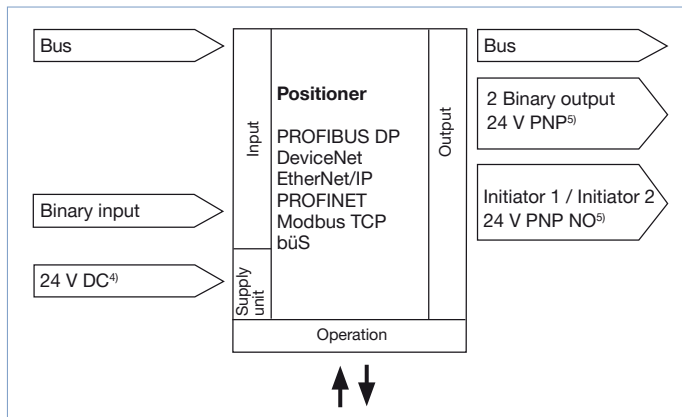 Bus
Binary input
24 V DC⁴⁾
Input
Supply
unit
Positioner
PROFIBUS DP
DeviceNet
EtherNet/IP
PROFINET
Modbus TCP
büS
Output
Operation
Bus
2 Binary output
24 V PNP⁵⁾
Initiator 1 / Initiator 2
24 V PNP NO⁵⁾